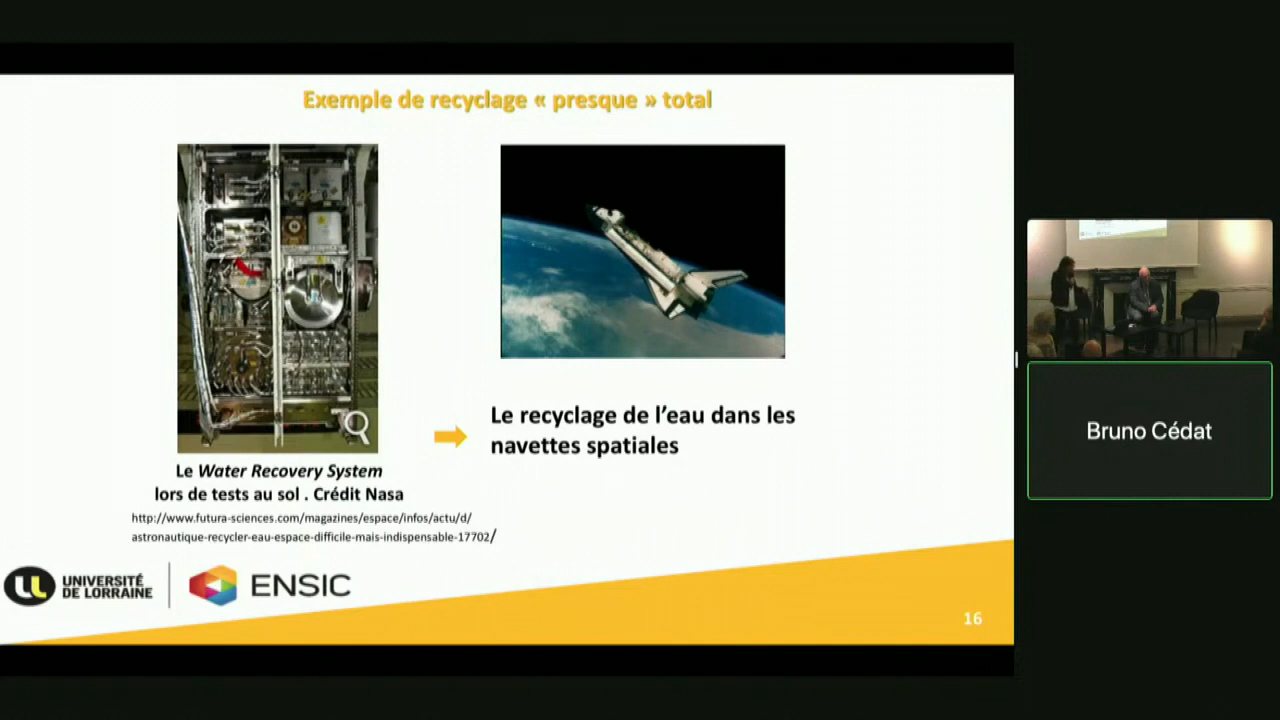 Exemple de recyclage « presque » total
Le recyclage de l’eau dans les
navettes spatiales
Le Water Recovery System
lors de tests au sol . Crédit Nasa
http://www.futura-sciences.com/magazines/espace/infos/actu/d/
astronautique-recycler-eau-espace-difficile-mais-indispensable-17702/
UNIVERSITÉ
DE LORRAINE
ENSIC
16
Bruno Cédat